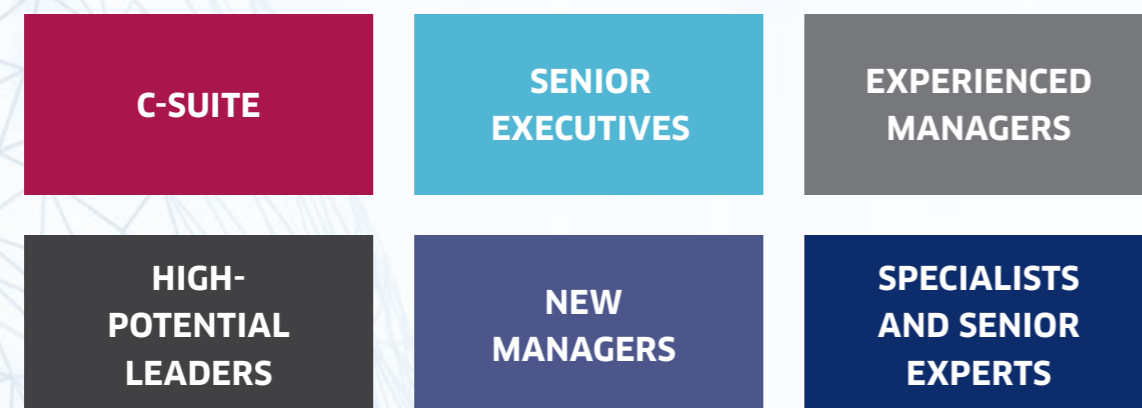 C-SUITE
SENIOR
EXECUTIVES
EXPERIENCED
MANAGERS
HIGH-
POTENTIAL
LEADERS
NEW
MANAGERS
SPECIALISTS
AND SENIOR
EXPERTS